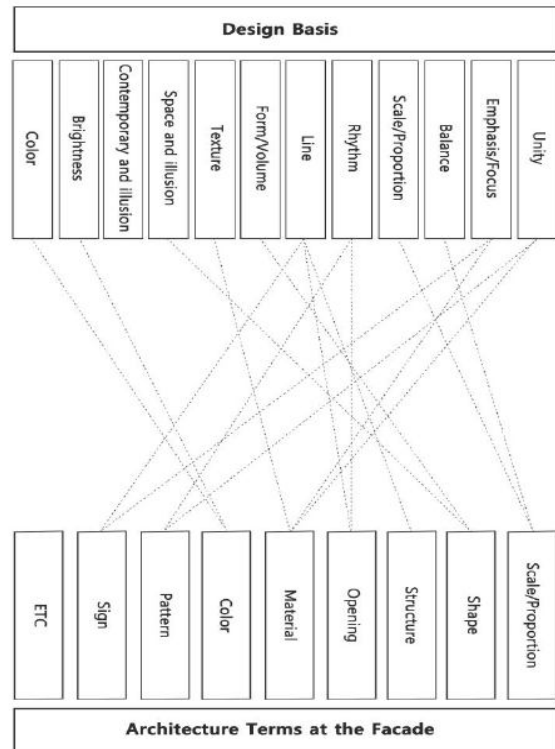 Design Basis
Color
Brightness
Contemporary and illusion
Space and illusion
Texture
Form/Volume
Line
Rhythm
Scale/Proportion
Balance
Emphasis/Focus
Unity
ETC
Sign
Pattern
Color
Material
Opening
Structure
Shape
Scale/Proportion
Architecture Terms at the Facade